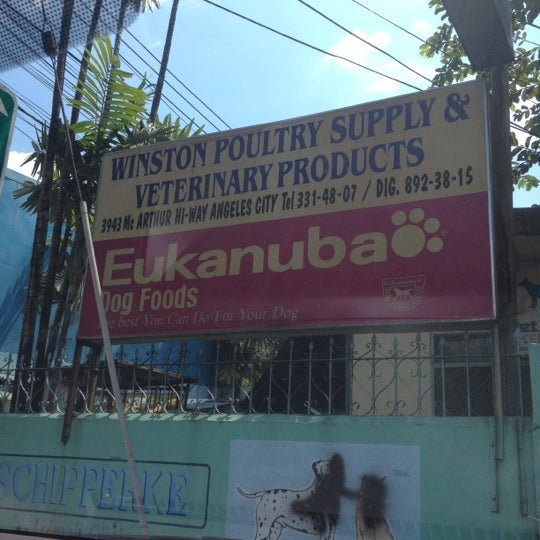 WINSTON POULTRY SUPPLY &
VETERINARY PRODUCTS
3943 Mc ARTHUR HI-WAY ANGELES CITY Tel 331-48-07 / DIG. 892-38-15
Eukanuba
Dog Foods
best You Can Do For Your Dog
SCHIPPERKE